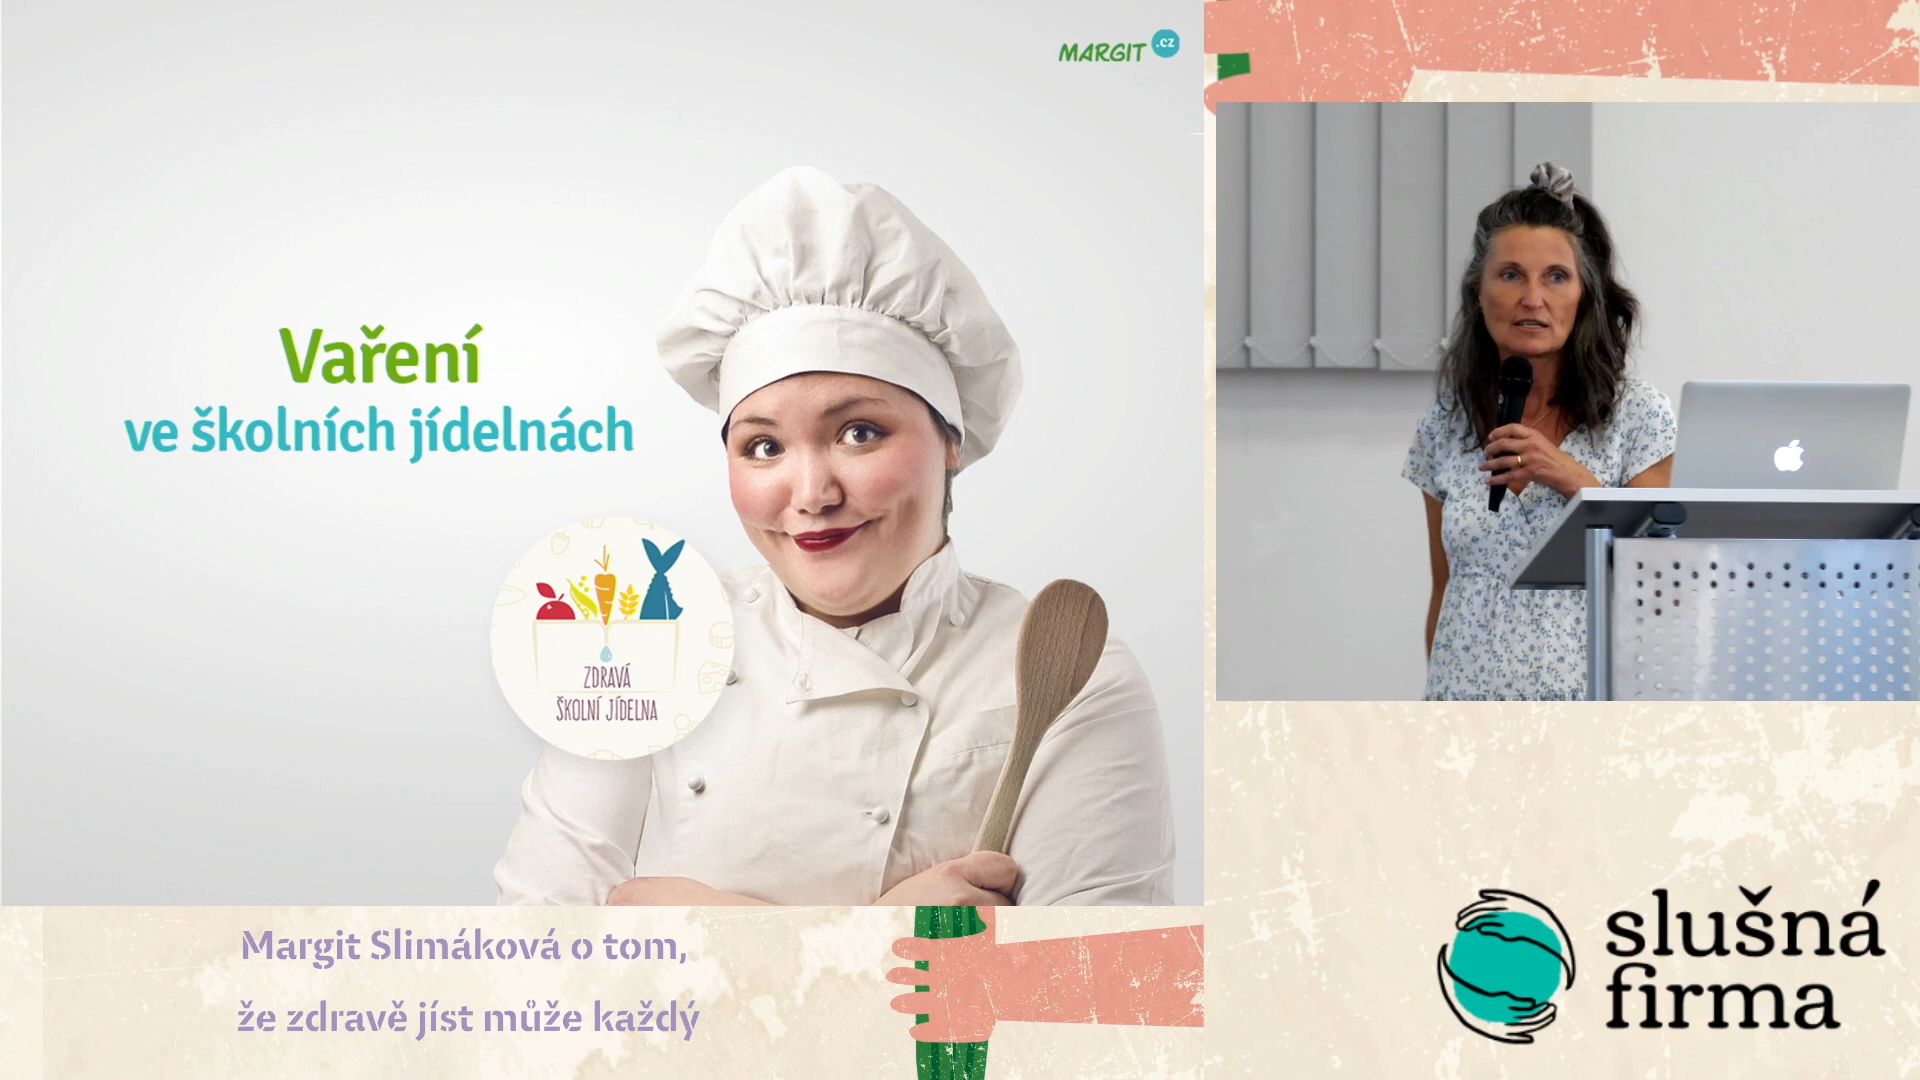 MARGIT .cz
Vaření
ve školních jídelnách
ZDRAVÁ
ŠKOLNÍ JÍDELNA
Margit Slimáková o tom,
že zdravě jíst může každý
slušná
firma